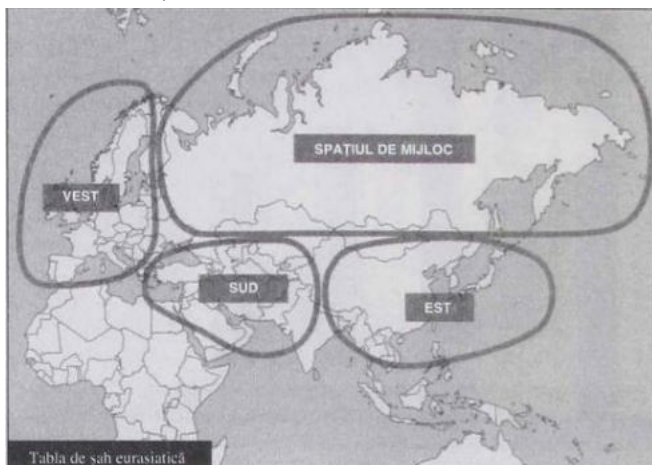 SPAȚIUL DE MIJLOC
VEST
SUD
EST
Tabla de șah eurasiatică